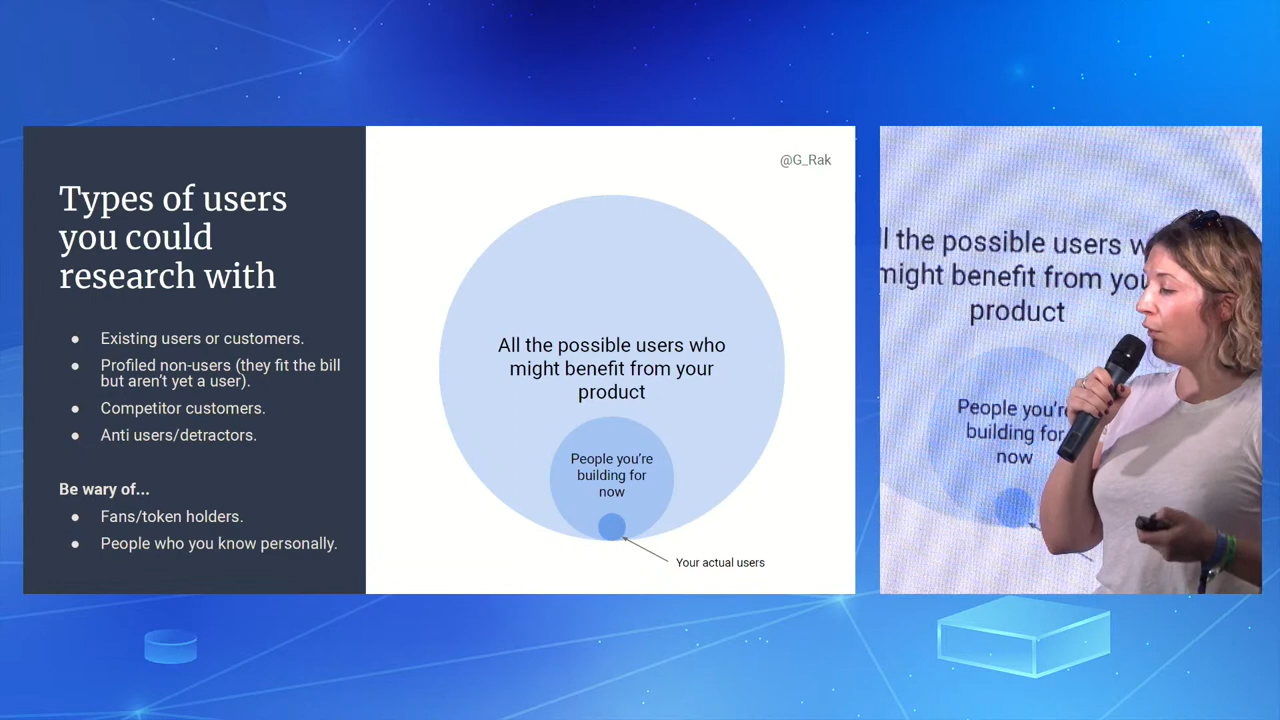 Types of users
you could
research with
● Existing users or customers.
● Profiled non-users (they fit the bill
but aren't yet a user).
● Competitor customers.
● Anti users/detractors.
Be wary of...
● Fans/token holders.
● People who you know personally.
@G_Rak
All the possible users who
might benefit from your
product
People you're
building for
now
Your actual users
l the possible users w
might benefit from you
product
People you're
building for
now